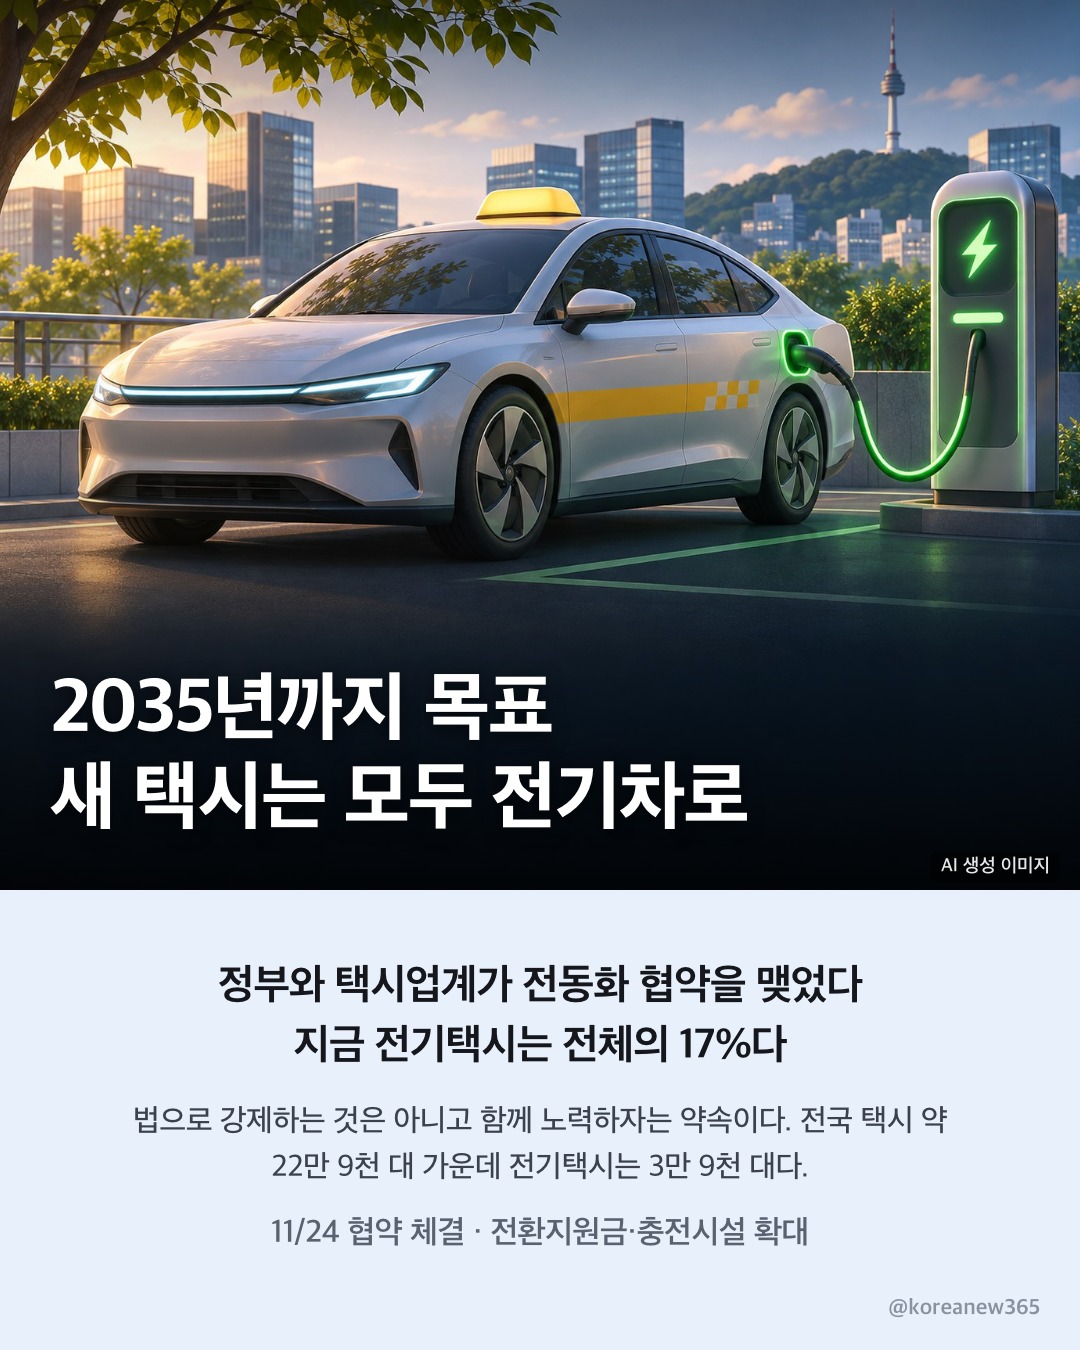 2035년까지 목표
새 택시는 모두 전기차로
AI 생성 이미지
정부와 택시업계가 전동화 협약을 맺었다
지금 전기택시는 전체의 17%다
법으로 강제하는 것은 아니고 함께 노력하자는 약속이다. 전국 택시 약
22만 9천 대 가운데 전기택시는 3만 9천 대다.
11/24 협약 체결 · 전환지원금·충전시설 확대
@koreanew365